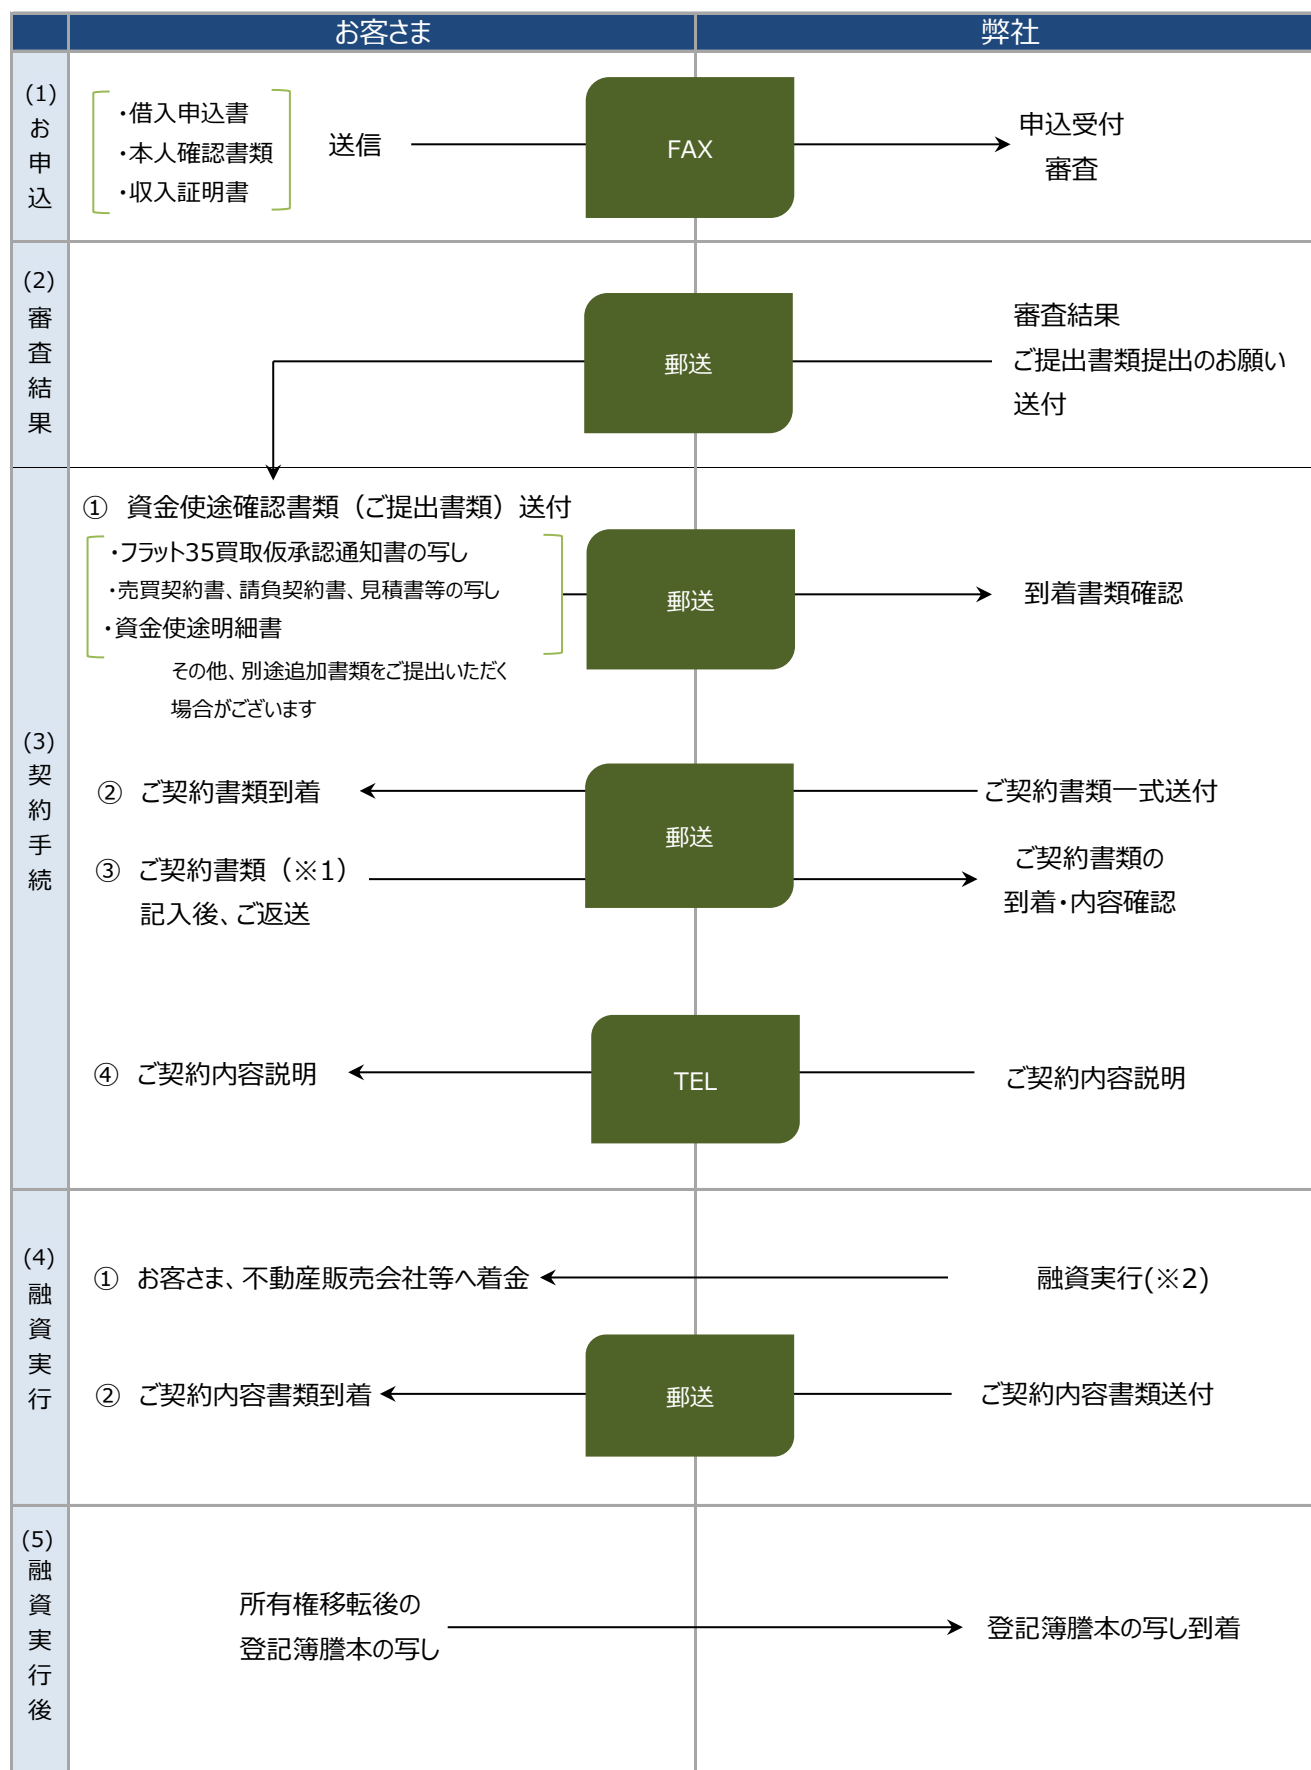 お客さま 弊社
(1)
お
申
込
・借入申込書
・本人確認書類
・収入証明書
送信
FAX
申込受付
審査
(2)
審
査
結
果
郵送
審査結果
ご提出書類提出のお願い
送付
(3)
契
約
手
続
① 資金使途確認書類（ご提出書類）送付
・フラット35買取仮承認通知書の写し
・売買契約書、請負契約書、見積書等の写し
・資金使途明細書
その他、別途追加書類をご提出いただく
場合がございます
郵送
到着書類確認
② ご契約書類到着
郵送
ご契約書類一式送付
③ ご契約書類（※1）
記入後、ご返送
ご契約書類の
到着・内容確認
④ ご契約内容説明
TEL
ご契約内容説明
(4)
融
資
実
行
① お客さま、不動産販売会社等へ着金
融資実行(※2)
② ご契約内容書類到着
郵送
ご契約内容書類送付
(5)
融
資
実
行
後
所有権移転後の
登記簿謄本の写し
登記簿謄本の写し到着